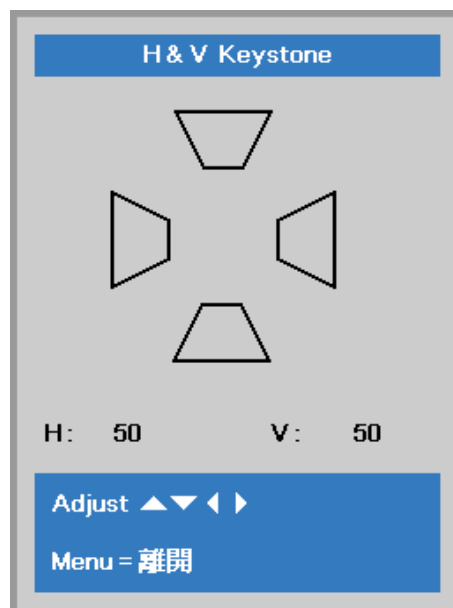 H & V Keystone
H: 50 V: 50
Adjust ▲▼◀▶
Menu = 離開